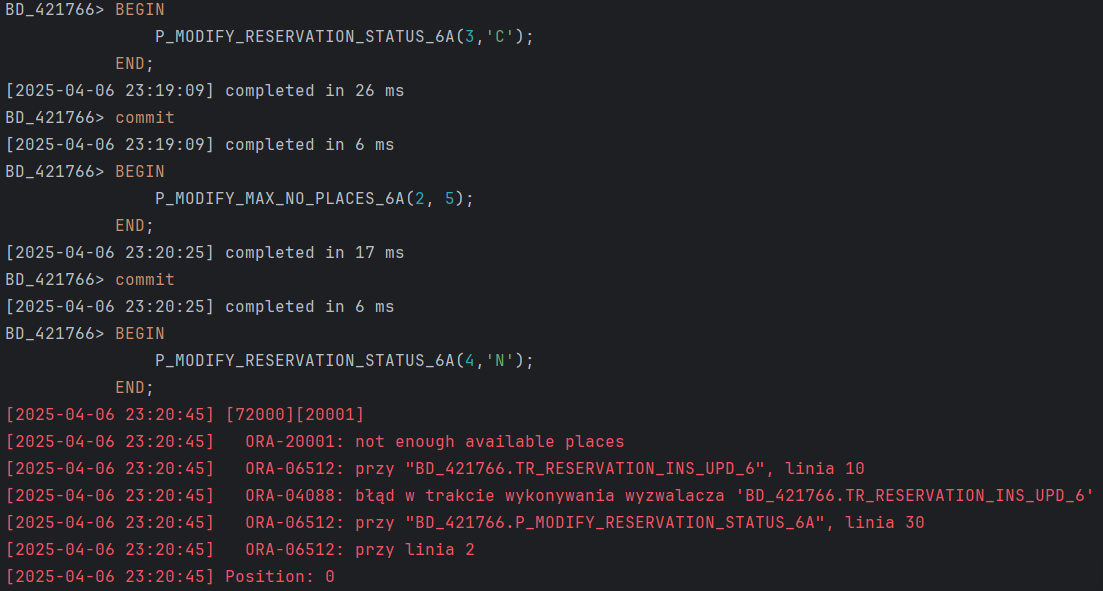 BD_421766> BEGIN
P_MODIFY_RESERVATION_STATUS_6A(3,'C');
END;
[2025-04-06 23:19:09] completed in 26 ms
BD_421766> commit
[2025-04-06 23:19:09] completed in 6 ms
BD_421766> BEGIN
P_MODIFY_MAX_NO_PLACES_6A(2, 5);
END;
[2025-04-06 23:20:25] completed in 17 ms
BD_421766> commit
[2025-04-06 23:20:25] completed in 6 ms
BD_421766> BEGIN
P_MODIFY_RESERVATION_STATUS_6A(4,'N');
END;
[2025-04-06 23:20:45] [72000][20001]
[2025-04-06 23:20:45] ORA-20001: not enough available places
[2025-04-06 23:20:45] ORA-06512: przy "BD_421766.TR_RESERVATION_INS_UPD_6", linia 10
[2025-04-06 23:20:45] ORA-04088: błąd w trakcie wykonywania wyzwalacza 'BD_421766.TR_RESERVATION_INS_UPD_6'
[2025-04-06 23:20:45] ORA-06512: przy "BD_421766.P_MODIFY_RESERVATION_STATUS_6A", linia 30
[2025-04-06 23:20:45] ORA-06512: przy linia 2
[2025-04-06 23:20:45] Position: 0